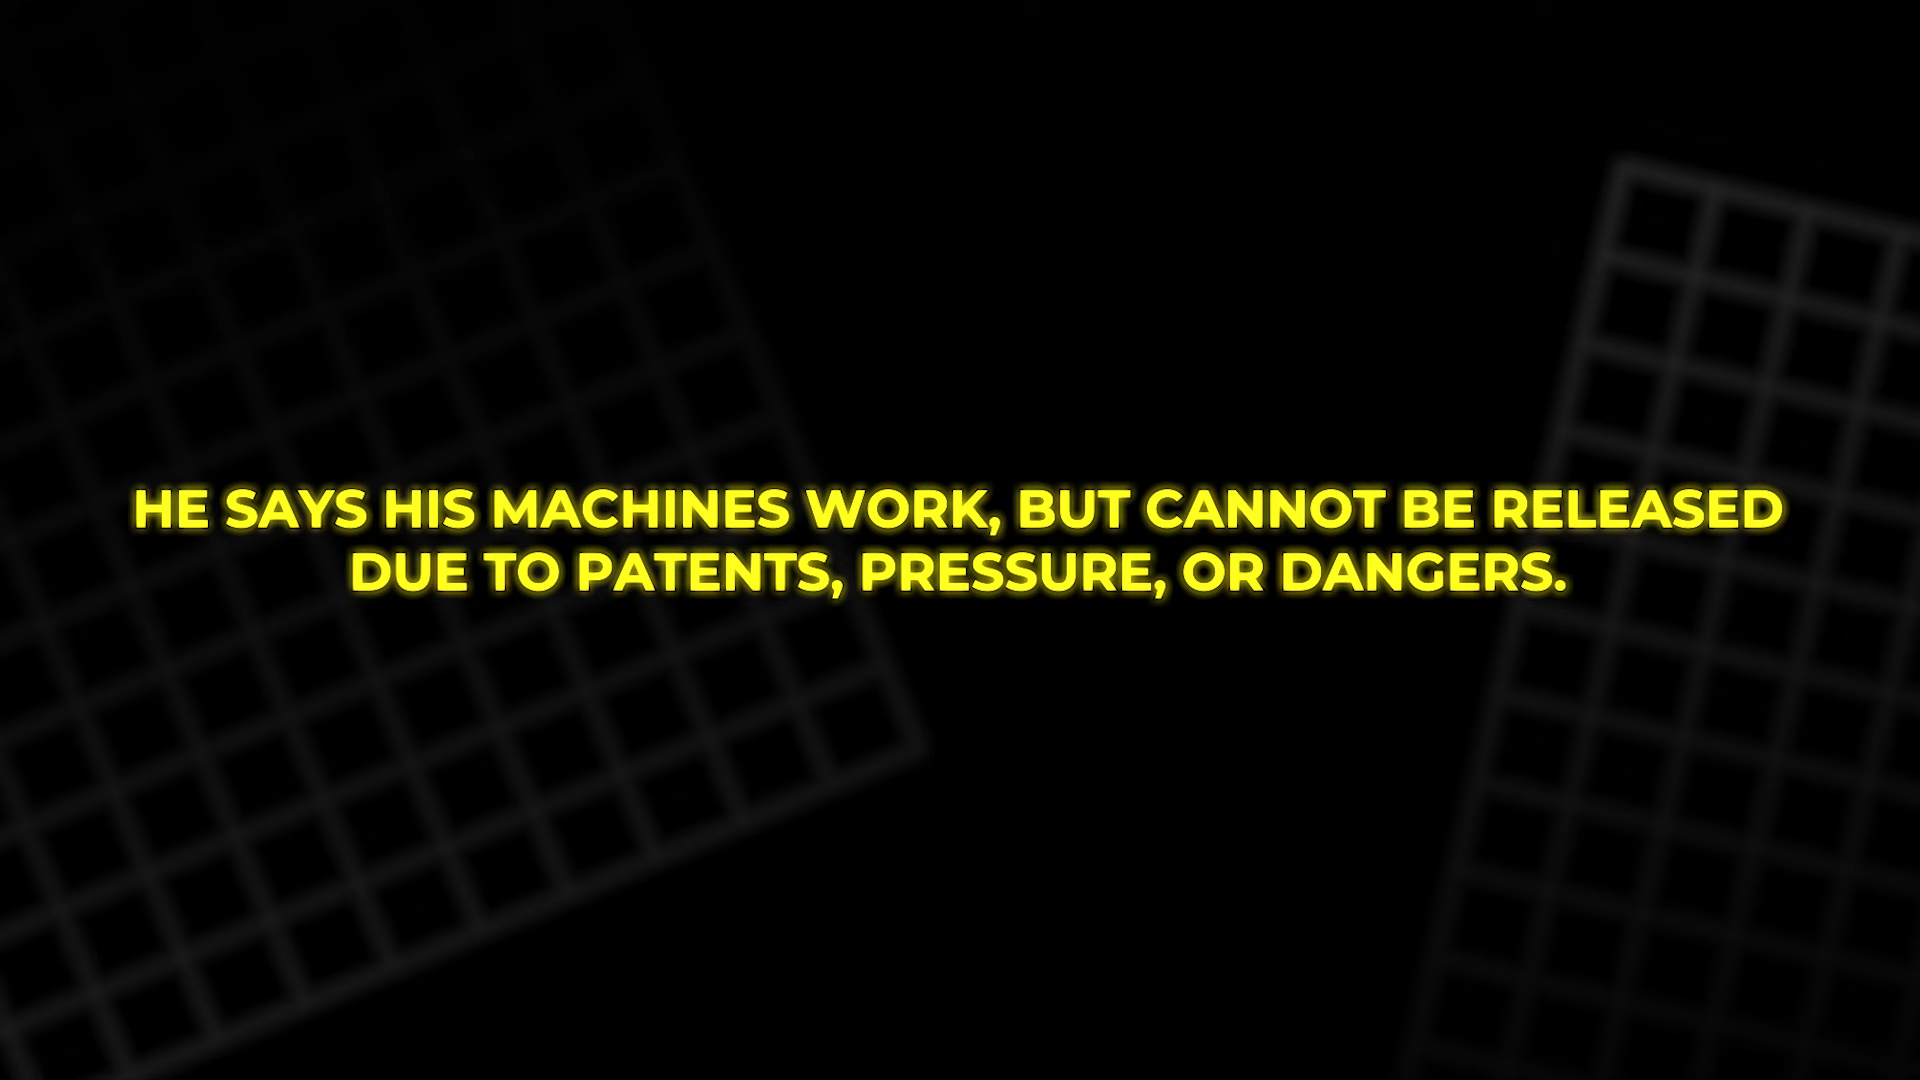 HE SAYS HIS MACHINES WORK, BUT CANNOT BE RELEASED
DUE TO PATENTS, PRESSURE, OR DANGERS.